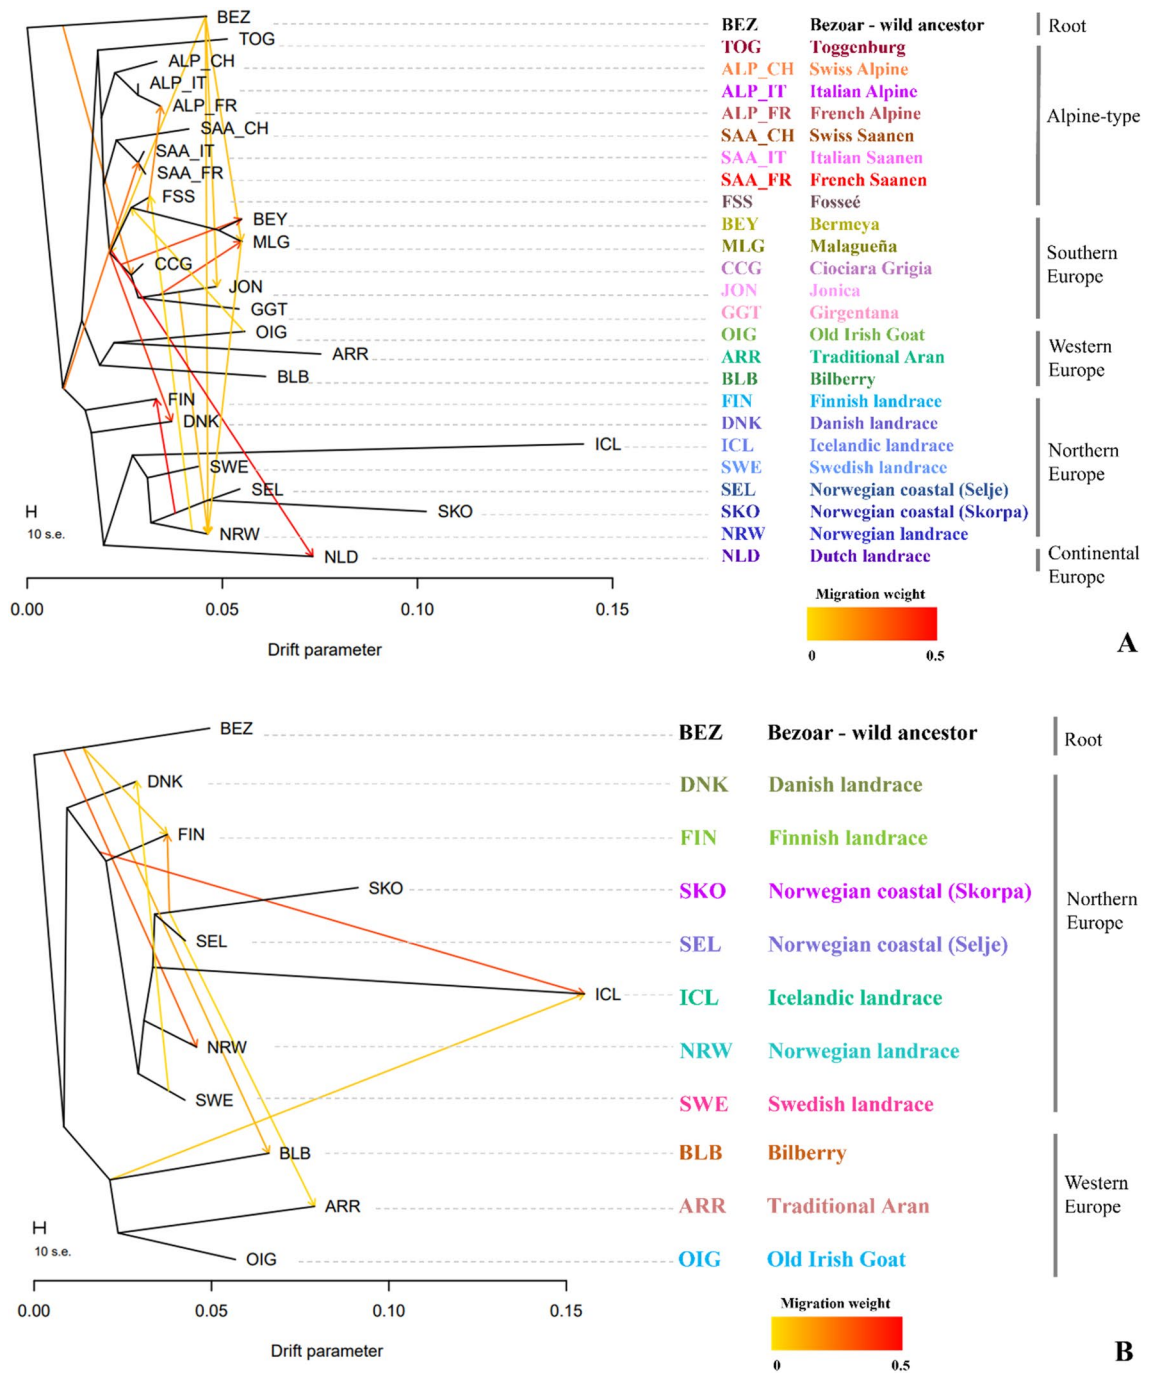 BEZ BEZ Bezoar - wild ancestor Root
TOG TOG Toggenburg
ALP_CH ALP_CH Swiss Alpine
ALP_IT ALP_IT Italian Alpine
ALP_FR ALP_FR French Alpine
Alpine-type
SAA_CH SAA_CH Swiss Saanen
SAA_IT SAA_IT Italian Saanen
SAA_FR SAA_FR French Saanen
FSS FSS Fosseé
BEY BEY Bermeya
MLG MLG Malagueña
Southern
Europe
CCG CCG Ciociara Grigia
JON JON Jonica
GGT GGT Girgentana
OIG OIG Old Irish Goat
Western
Europe
ARR ARR Traditional Aran
BLB BLB Bilberry
FIN FIN Finnish landrace
DNK DNK Danish landrace
ICL ICL Icelandic landrace
Northern
Europe
SWE SWE Swedish landrace
SEL SEL Norwegian coastal (Selje)
SKO SKO Norwegian coastal (Skorpa)
NRW NRW Norwegian landrace
NLD NLD Dutch landrace
Continental
Europe
10 s.e.
0.00 0.05 0.10 0.15
Drift parameter
Migration weight
0 0.5
A
BEZ BEZ Bezoar - wild ancestor Root
DNK DNK Danish landrace
FIN FIN Finnish landrace
SKO SKO Norwegian coastal (Skorpa)
Northern
Europe
SEL SEL Norwegian coastal (Selje)
ICL ICL Icelandic landrace
NRW NRW Norwegian landrace
SWE SWE Swedish landrace
BLB BLB Bilberry
Western
Europe
ARR ARR Traditional Aran
OIG OIG Old Irish Goat
10 s.e.
0.00 0.05 0.10 0.15
Drift parameter
Migration weight
0 0.5
B